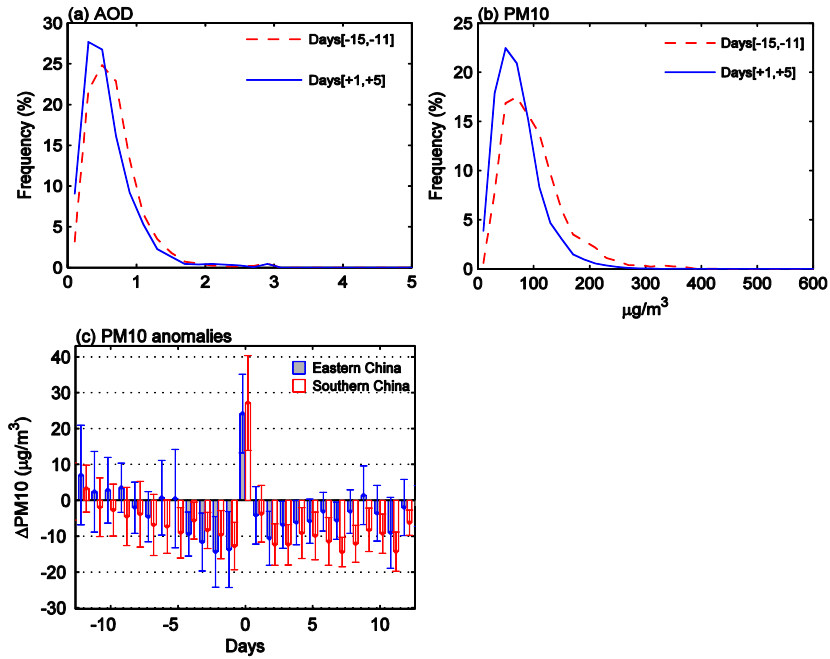 (a) AOD
30
25
20
15
10
5
0
Frequency (%)
Days[-15,-11]
Days[+1,+5]
0 1 2 3 4 5
(b) PM10
25
20
15
10
5
0
Frequency (%)
Days[-15,-11]
Days[+1,+5]
0 100 200 300 400 500 600
μg/m³
(c) PM10 anomalies
40
30
20
10
0
-10
-20
-30
ΔPM10 (μg/m³)
Eastern China
Southern China
-10 -5 0 5 10
Days